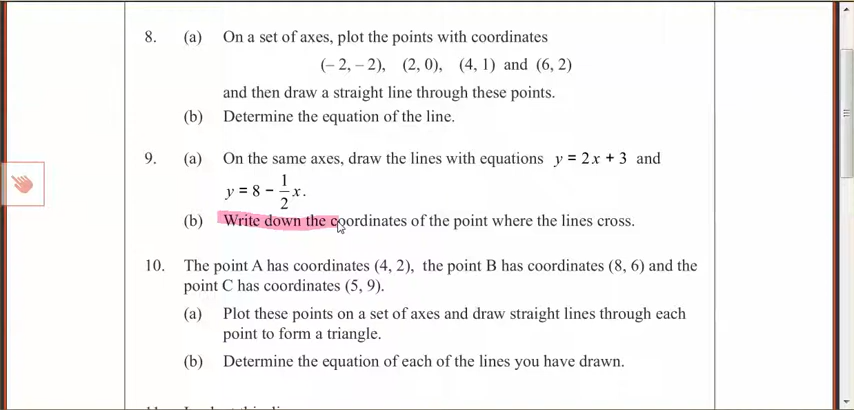 8. (a) On a set of axes, plot the points with coordinates
(– 2, – 2), (2, 0), (4, 1) and (6, 2)
and then draw a straight line through these points.
(b) Determine the equation of the line.
9. (a) On the same axes, draw the lines with equations y = 2x + 3 and
y = 8 – 1/2 x.
(b) Write down the coordinates of the point where the lines cross.
10. The point A has coordinates (4, 2), the point B has coordinates (8, 6) and the
point C has coordinates (5, 9).
(a) Plot these points on a set of axes and draw straight lines through each
point to form a triangle.
(b) Determine the equation of each of the lines you have drawn.